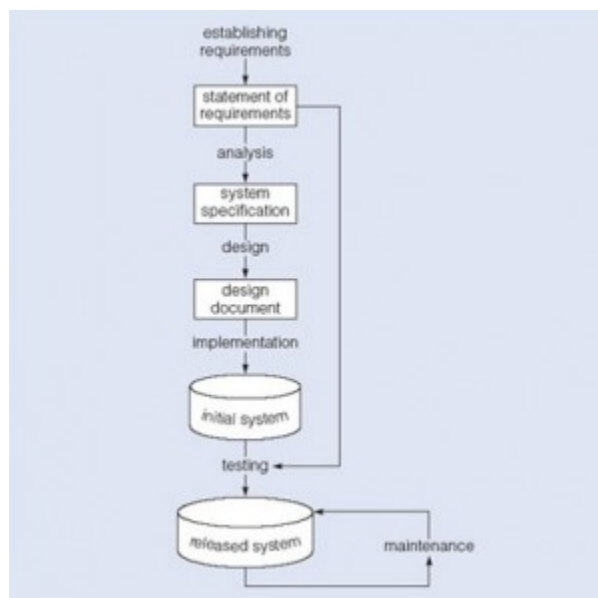 establishing
requirements
statement of
requirements
analysis
system
specification
design
design
document
implementation
initial system
testing
released system
maintenance